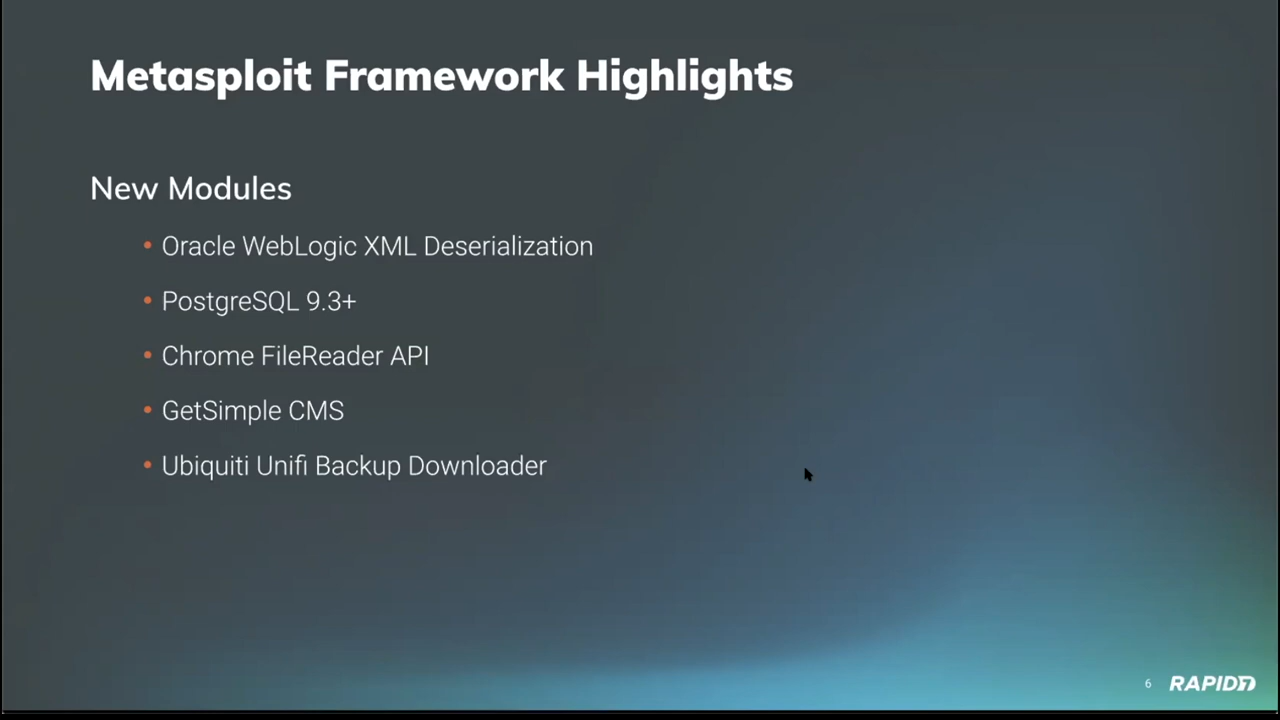 Metasploit Framework Highlights
New Modules
• Oracle WebLogic XML Deserialization
• PostgreSQL 9.3+
• Chrome FileReader API
• GetSimple CMS
• Ubiquiti Unifi Backup Downloader
6 RAPID7